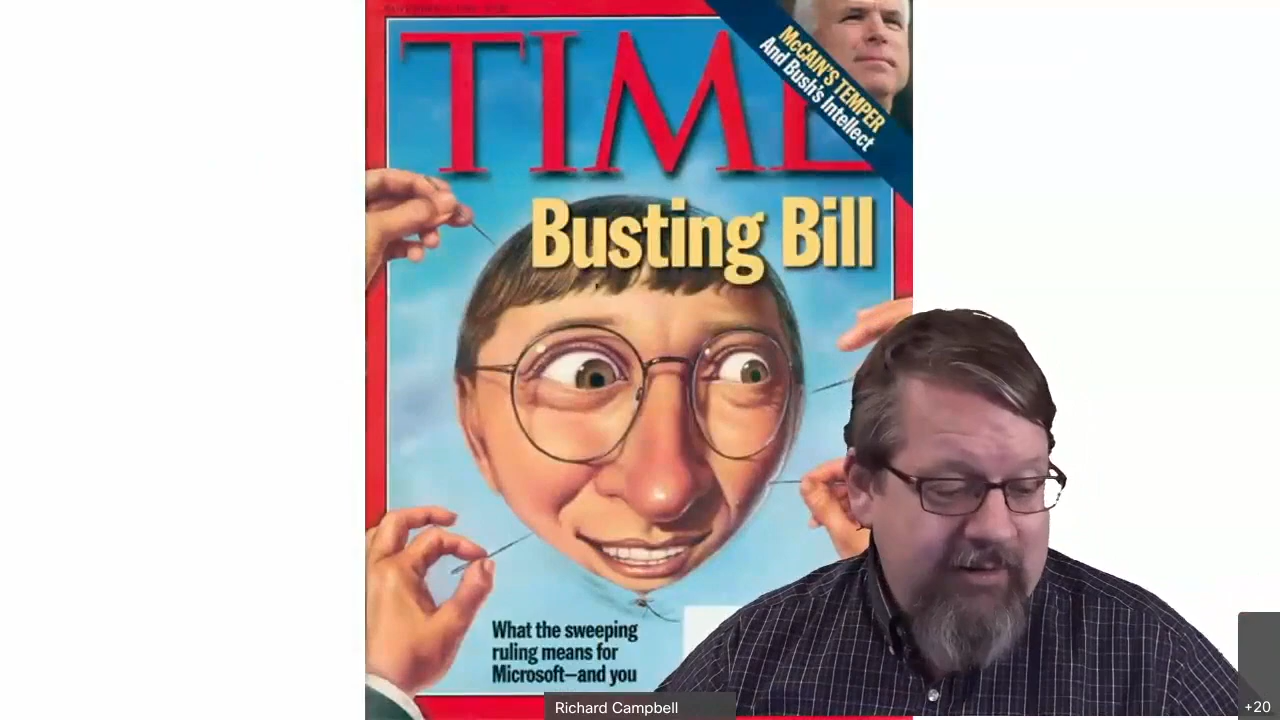 TIME
McCAIN'S TEMPER
And Bush's Intellect
Busting Bill
What the sweeping
ruling means for
Microsoft—and you
Richard Campbell
+20